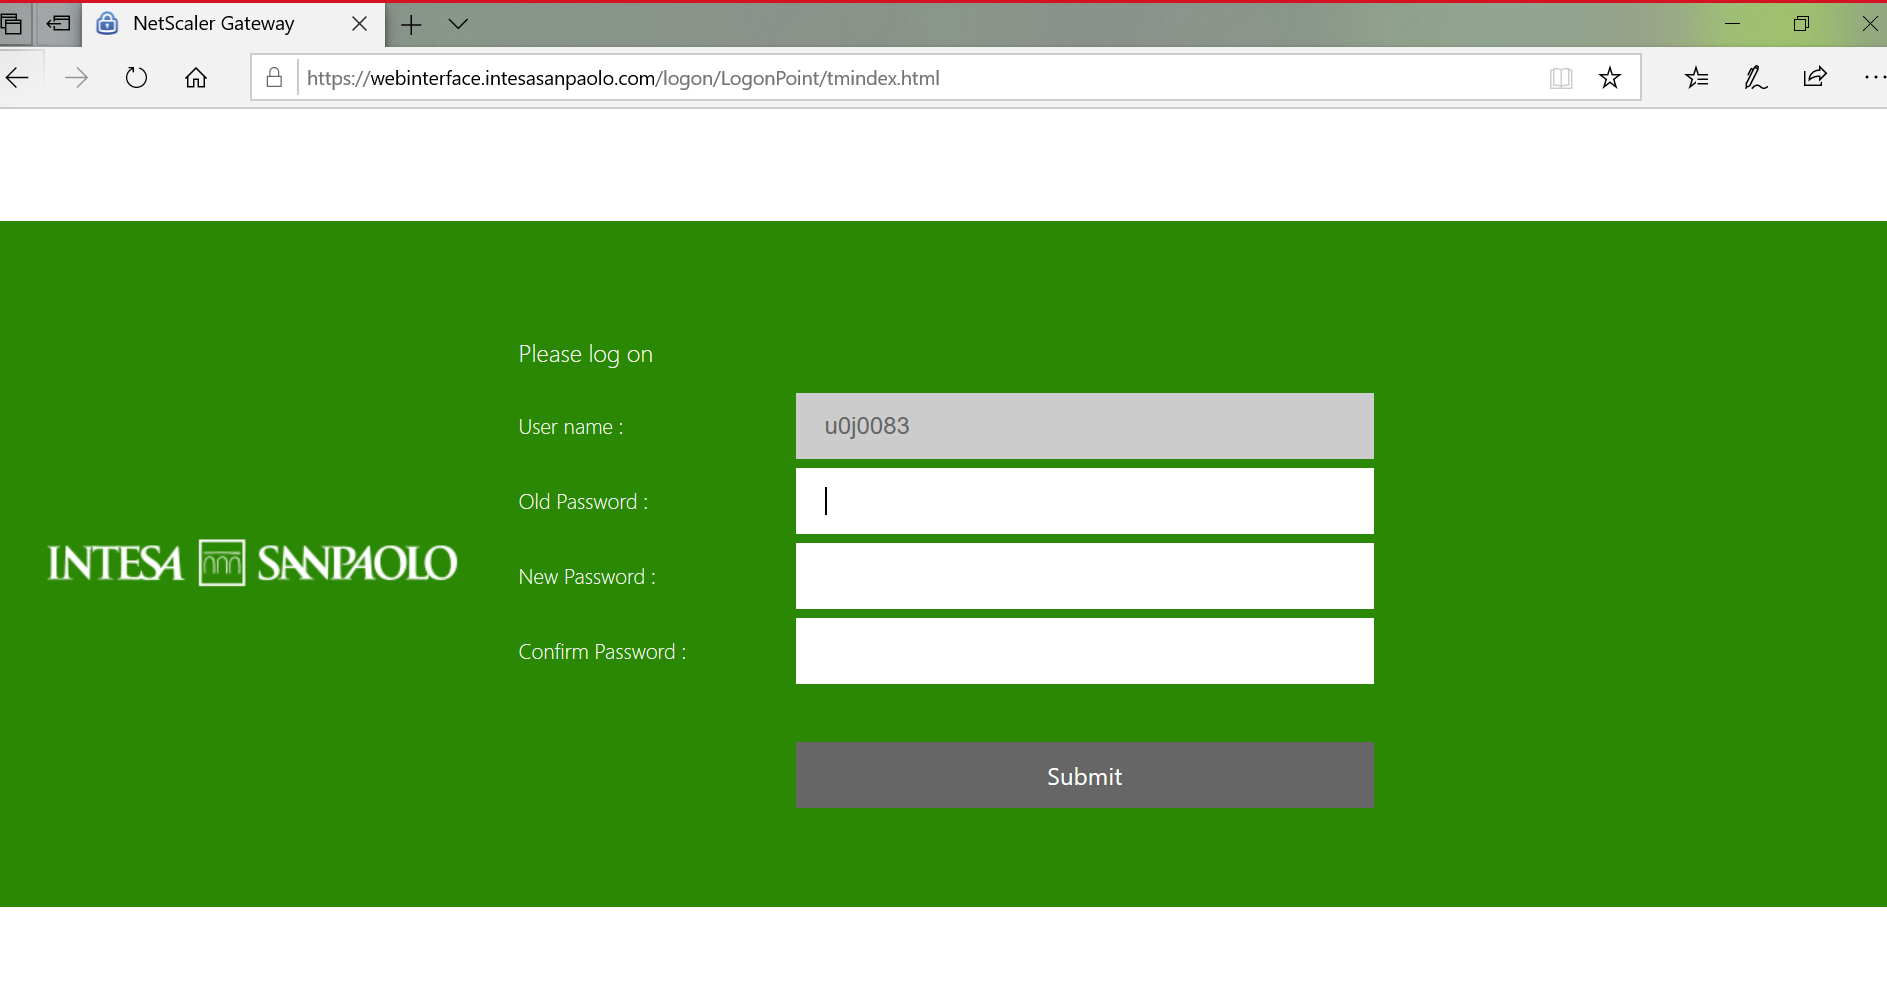 NetScaler Gateway
https://webinterface.intesasanpaolo.com/logon/LogonPoint/tmindex.html
Please log on
User name :
u0j0083
Old Password :
INTESA SANPAOLO
New Password :
Confirm Password :
Submit